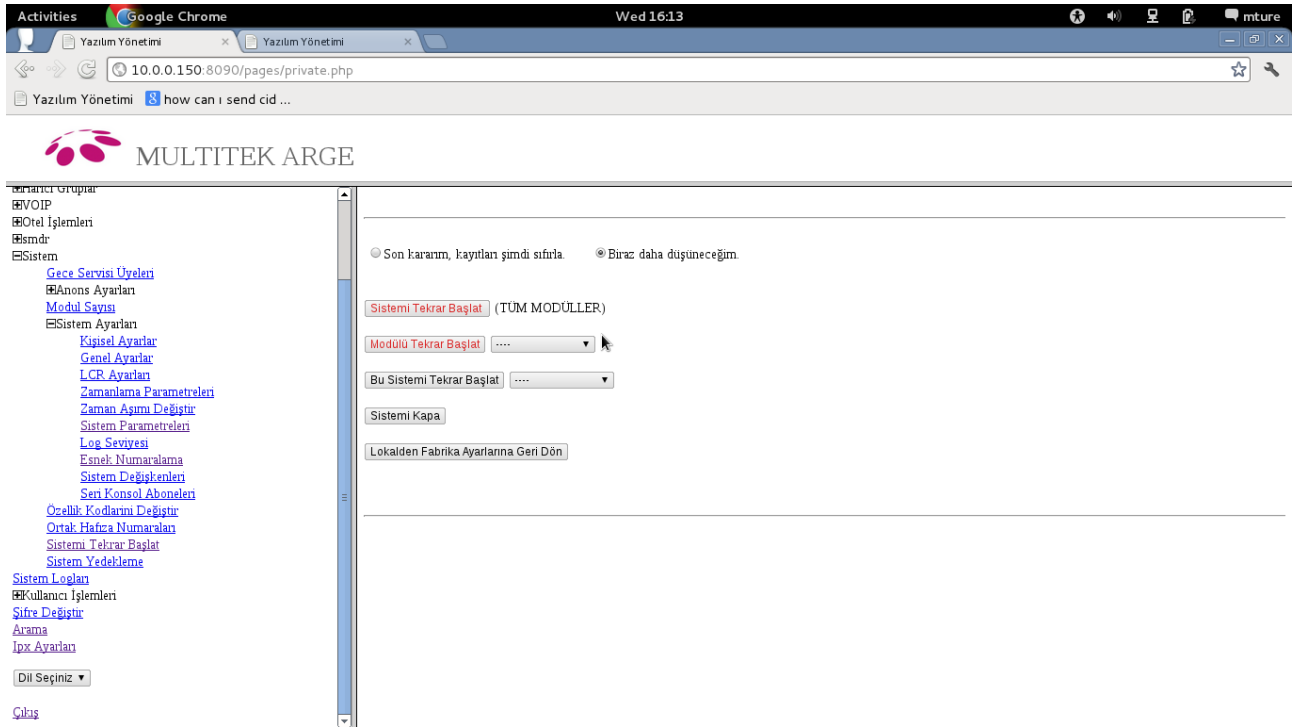 Activities Google Chrome Wed 16:13 mture
Yazılım Yönetimi Yazılım Yönetimi
10.0.0.150:8090/pages/private.php
Yazılım Yönetimi how can ı send cid ...
MULTITEK ARGE
Harici Gruplar
VOIP
Otel İşlemleri
smdr
Sistem
Gece Servisi Üyeleri
Anons Ayarları
Modul Sayısı
Sistem Ayarları
Kişisel Ayarlar
Genel Ayarlar
LCR Ayarları
Zamanlama Parametreleri
Zaman Aşımı Değiştir
Sistem Parametreleri
Log Seviyesi
Esnek Numaralama
Sistem Değişkenleri
Seri Konsol Aboneleri
Özellik Kodlarini Değiştir
Ortak Hafıza Numaraları
Sistemi Tekrar Başlat
Sistem Yedekleme
Sistem Logları
Kullanıcı İşlemleri
Şifre Değiştir
Arama
Ipx Ayarları
Dil Seçiniz
Çıkış
Son kararım, kayıtları şimdi sıfırla. Biraz daha düşüneceğim.
Sistemi Tekrar Başlat (TÜM MODÜLLER)
Modülü Tekrar Başlat ----
Bu Sistemi Tekrar Başlat ----
Sistemi Kapa
Lokalden Fabrika Ayarlarına Geri Dön